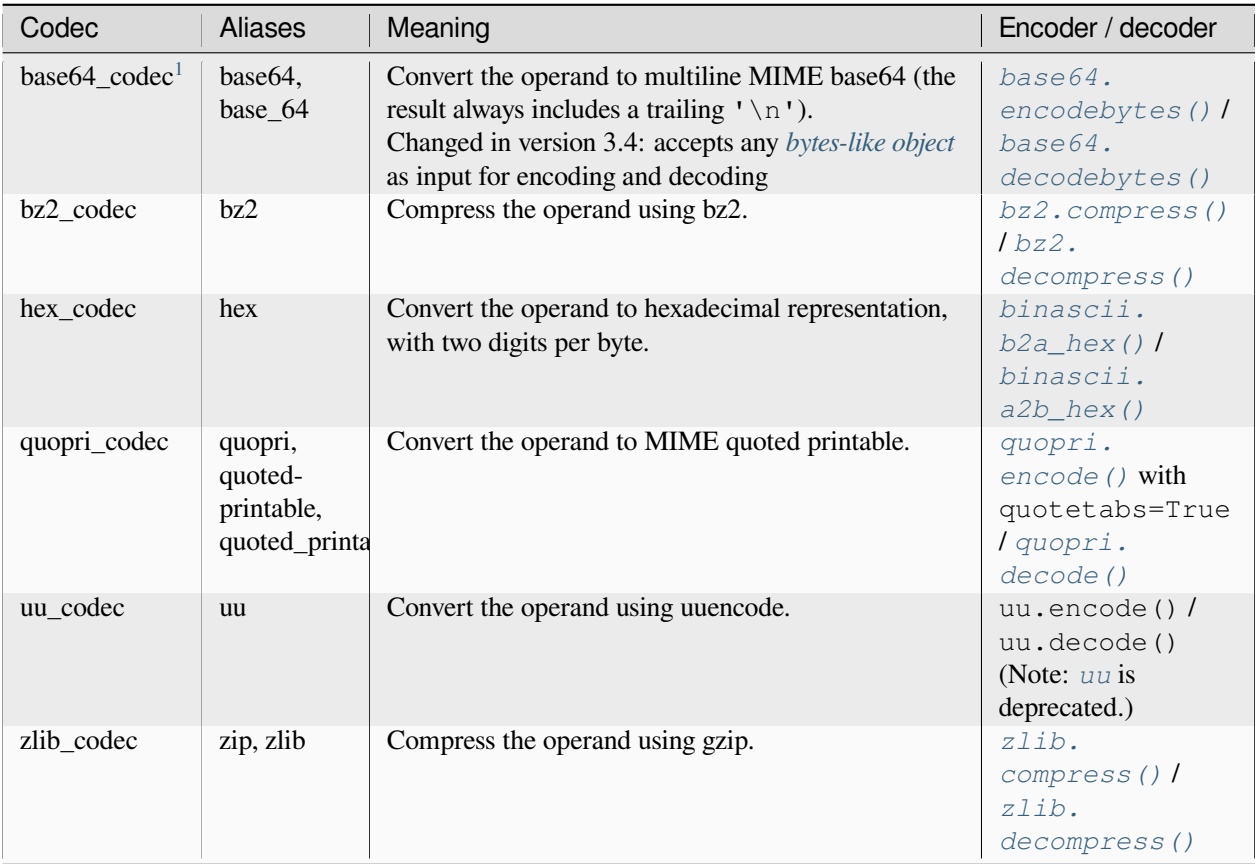 Codec Aliases Meaning Encoder / decoder
base64_codec1 base64, Convert the operand to multiline MIME base64 (the base64.
base_64 result always includes a trailing '\n'). encodebytes() /
Changed in version 3.4: accepts any bytes-like object base64.
as input for encoding and decoding decodebytes()
bz2_codec bz2 Compress the operand using bz2. bz2.compress()
/ bz2.
decompress()
hex_codec hex Convert the operand to hexadecimal representation, binascii.
with two digits per byte. b2a_hex() /
binascii.
a2b_hex()
quopri_codec quopri, Convert the operand to MIME quoted printable. quopri.
quoted- encode() with
printable, quotetabs=True
quoted_printa / quopri.
decode()
uu_codec uu Convert the operand using uuencode. uu.encode() /
uu.decode()
(Note: uu is
deprecated.)
zlib_codec zip, zlib Compress the operand using gzip. zlib.
compress() /
zlib.
decompress()